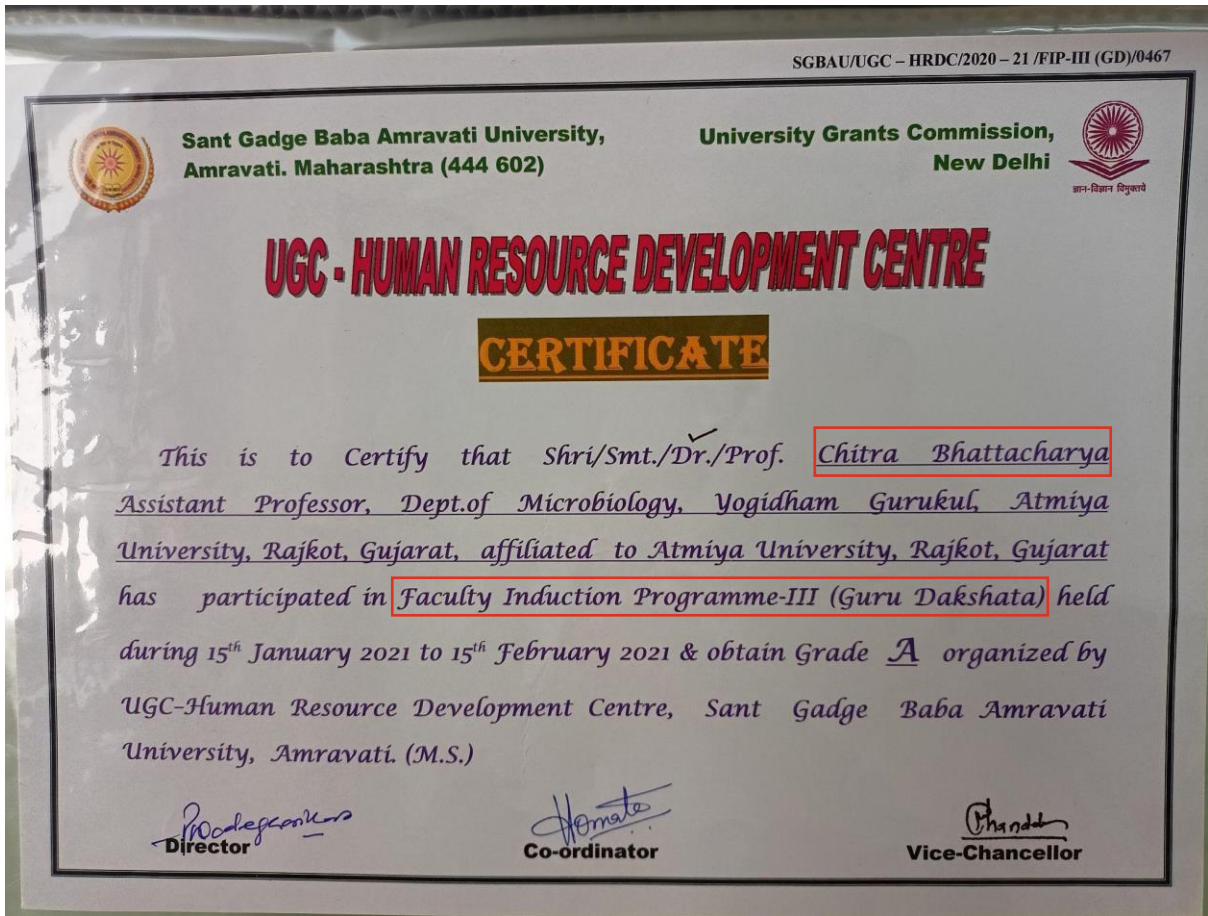 SGBAU/UGC – HRDC/2020 – 21 /FIP-III (GD)/0467
Sant Gadge Baba Amravati University,
Amravati. Maharashtra (444 602)
University Grants Commission,
New Delhi
ज्ञान-विज्ञान विमुक्तये
UGC - HUMAN RESOURCE DEVELOPMENT CENTRE
CERTIFICATE
This is to Certify that Shri/Smt./Dr./Prof. Chitra Bhattacharya
Assistant Professor, Dept.of Microbiology, Yogidham Gurukul, Atmiya
University, Rajkot, Gujarat, affiliated to Atmiya University, Rajkot, Gujarat
has participated in Faculty Induction Programme-III (Guru Dakshata) held
during 15th January 2021 to 15th February 2021 & obtain Grade A organized by
UGC-Human Resource Development Centre, Sant Gadge Baba Amravati
University, Amravati. (M.S.)
Director
Co-ordinator
Vice-Chancellor